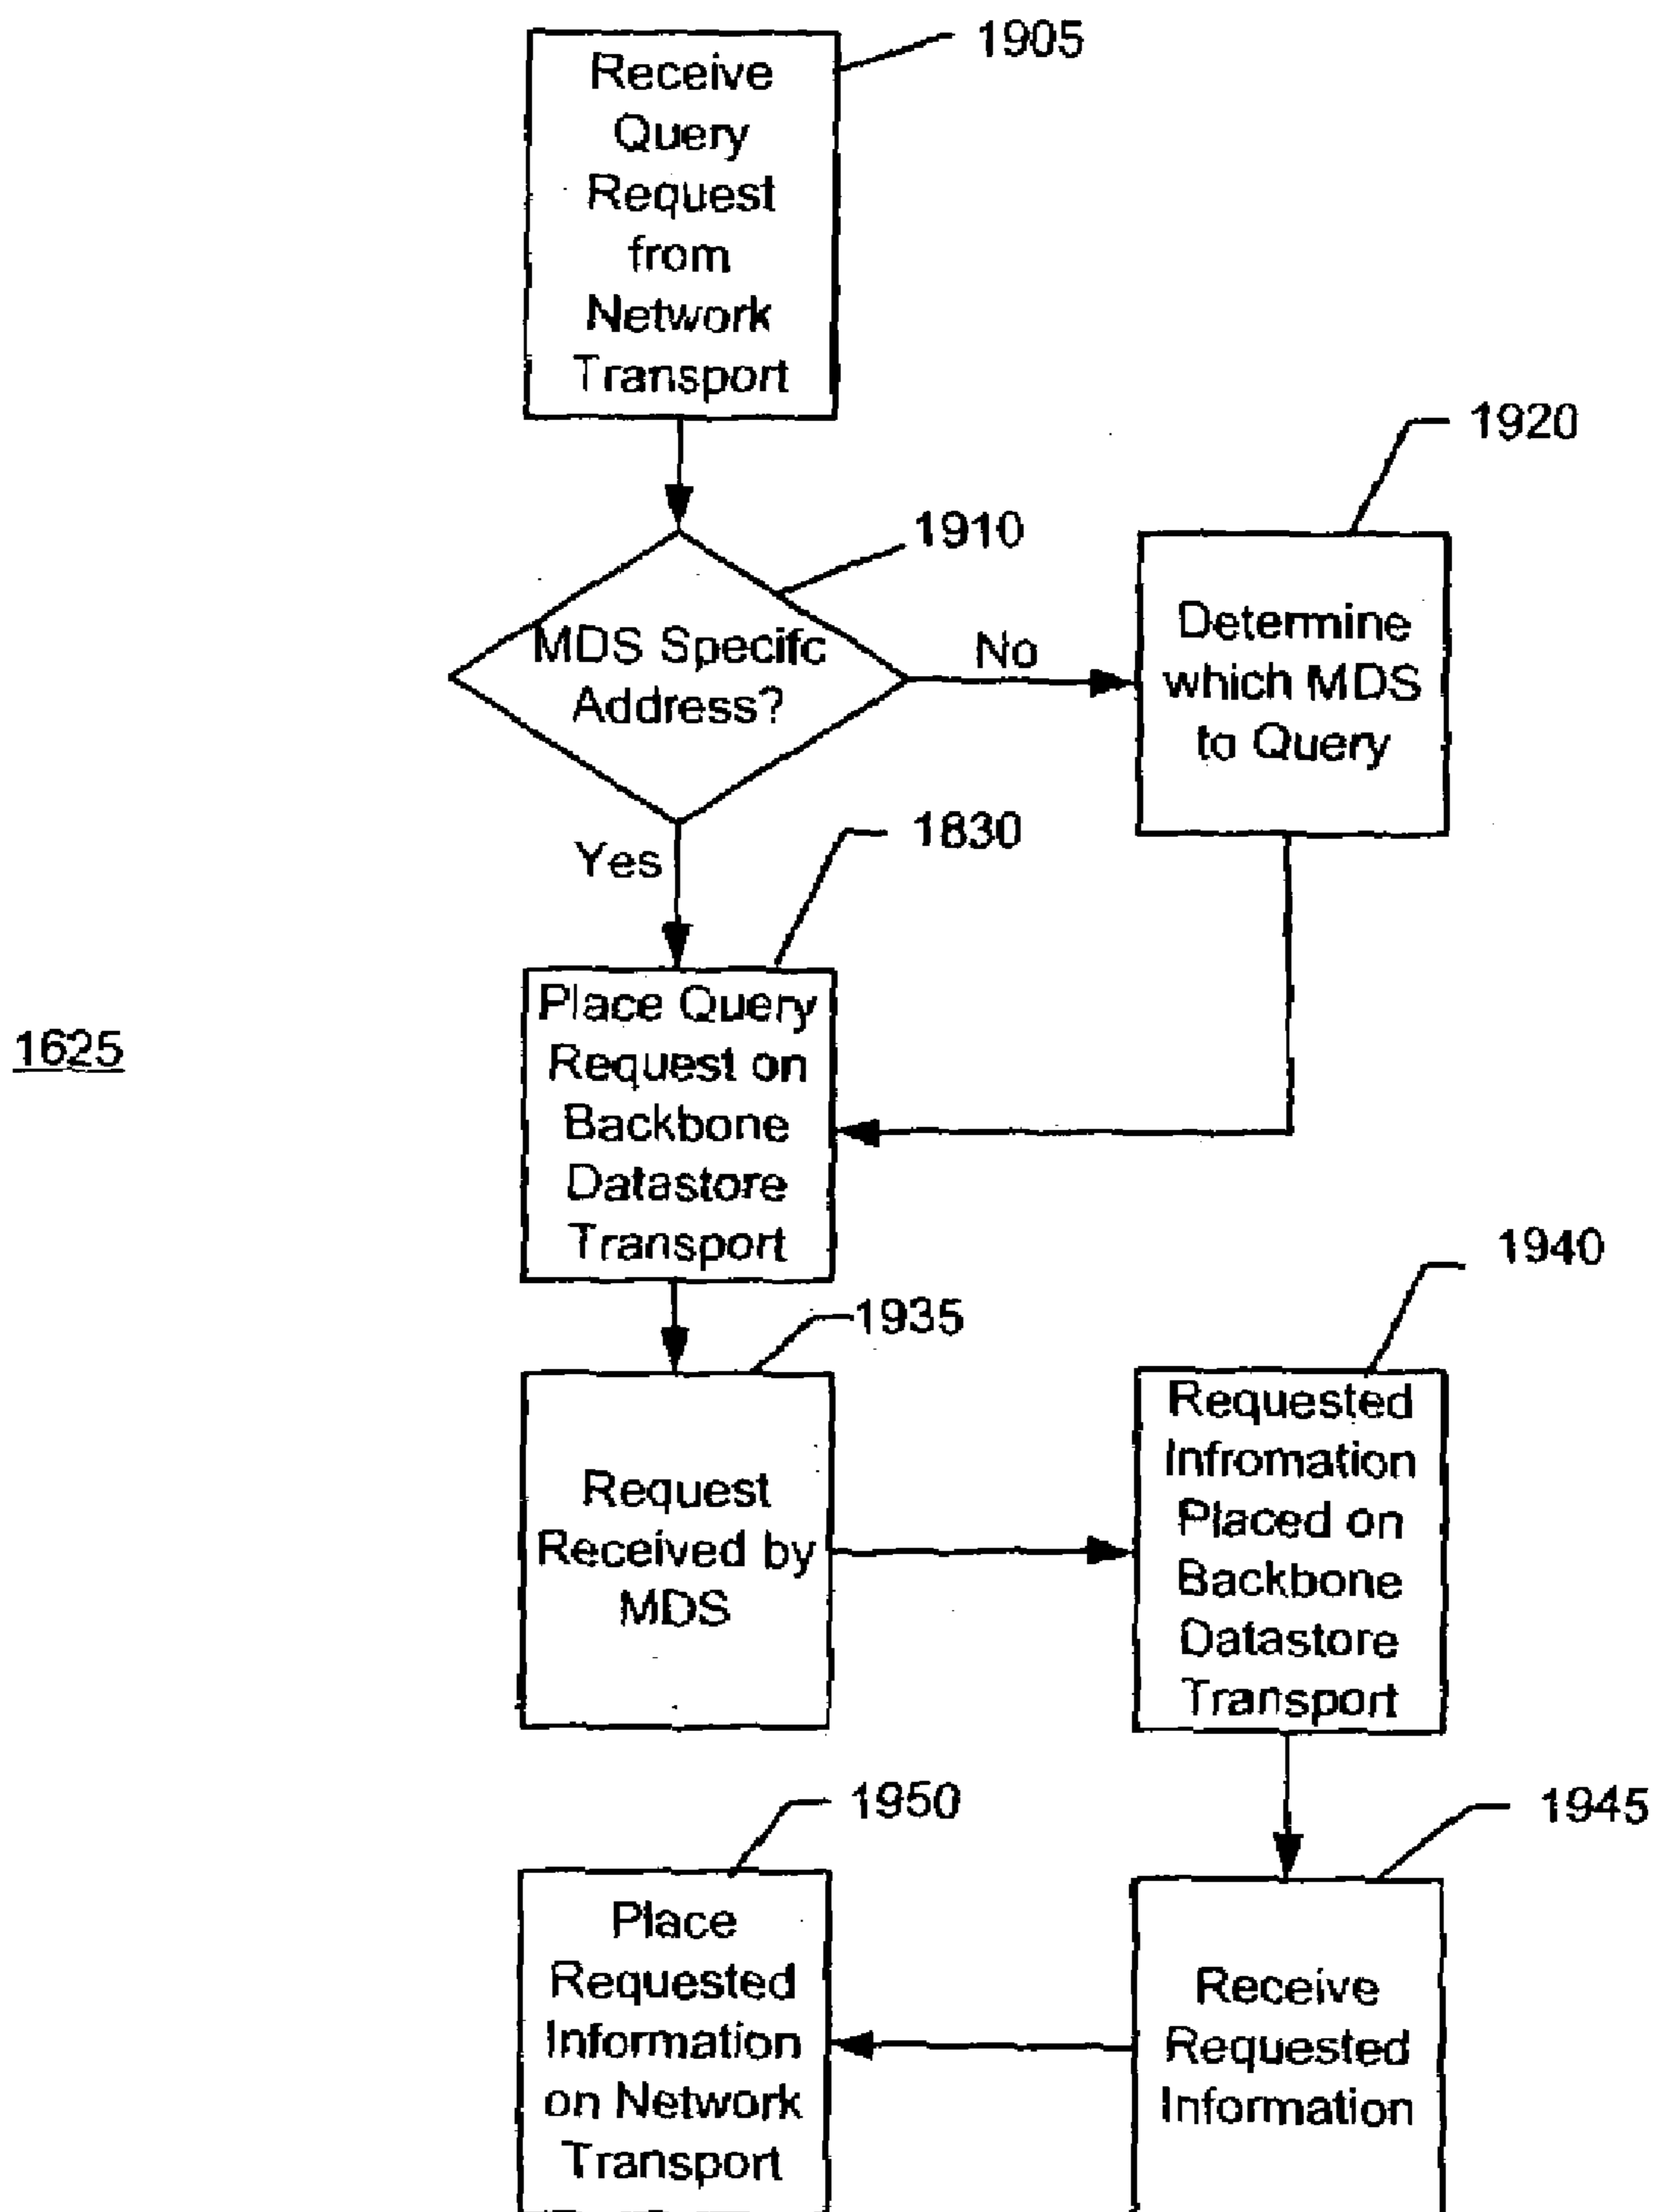 1905
Receive
Query
Request
from
Network
Transport
1920
1910
MDS Specifc
Address?
No
Determine
which MDS
to Query
Yes
1830
Place Query
Request on
Backbone
Datastore
Transport
1625
1935
Request
Received by
MDS
1940
Requested
Infromation
Placed on
Backbone
Datastore
Transport
1950
Place
Requested
Information
on Network
Transport
1945
Receive
Requested
Information